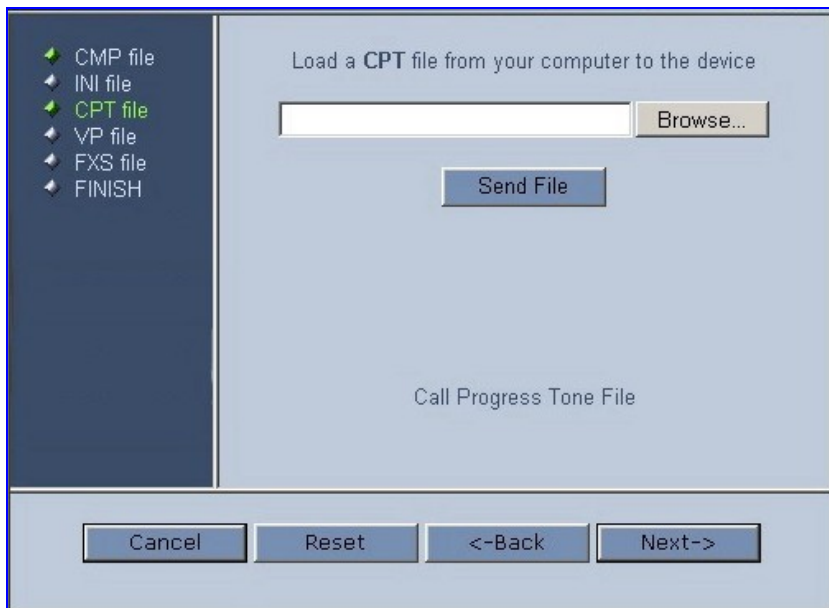 CMP file
INI file
CPT file
VP file
FXS file
FINISH
Load a CPT file from your computer to the device
Browse...
Send File
Call Progress Tone File
Cancel
Reset
<-Back
Next->